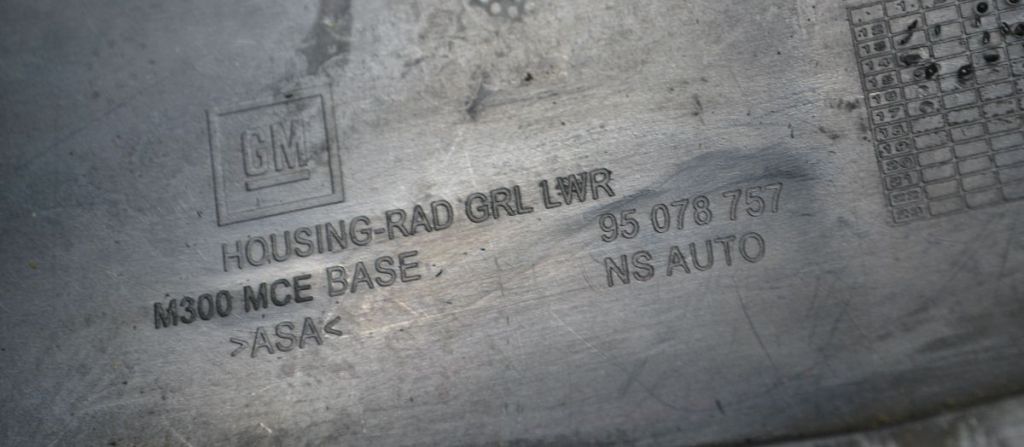 GM
HOUSING-RAD GRL LWR
M300 MCE BASE
95 078 757
>ASA<
NS AUTO